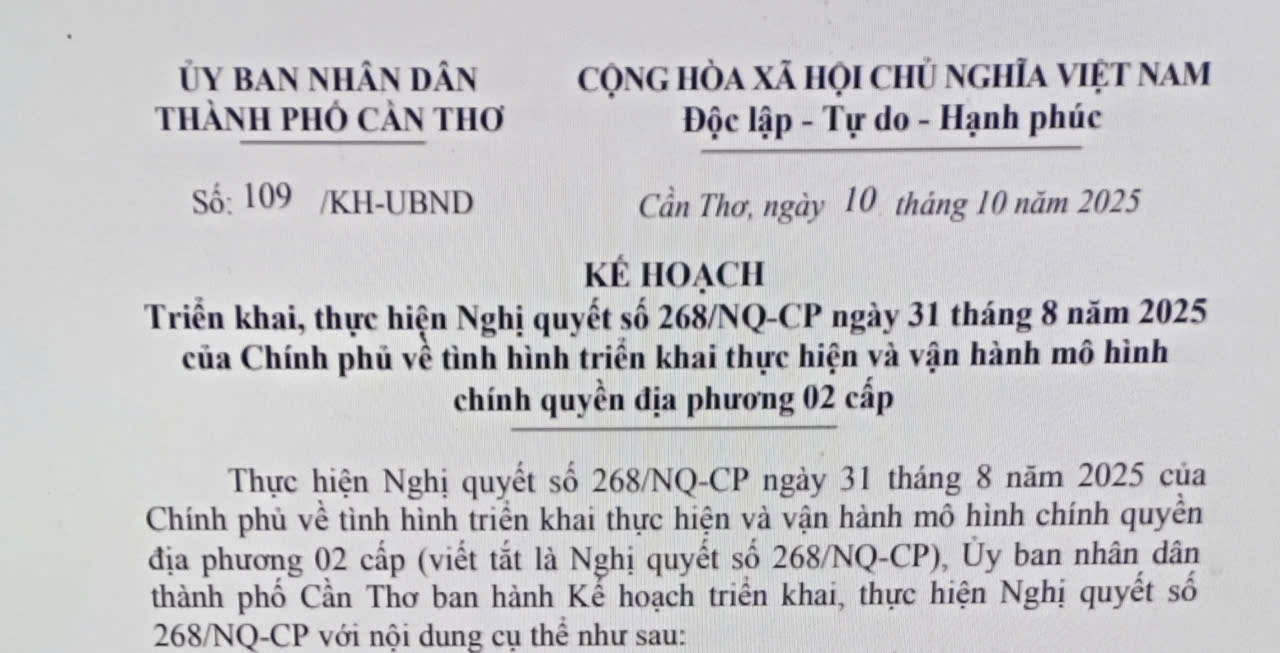 ỦY BAN NHÂN DÂN
THÀNH PHỐ CẦN THƠ
CỘNG HÒA XÃ HỘI CHỦ NGHĨA VIỆT NAM
Độc lập - Tự do - Hạnh phúc
Số: 109 /KH-UBND
Cần Thơ, ngày 10 tháng 10 năm 2025
KẾ HOẠCH
Triển khai, thực hiện Nghị quyết số 268/NQ-CP ngày 31 tháng 8 năm 2025
của Chính phủ về tình hình triển khai thực hiện và vận hành mô hình
chính quyền địa phương 02 cấp
Thực hiện Nghị quyết số 268/NQ-CP ngày 31 tháng 8 năm 2025 của
Chính phủ về tình hình triển khai thực hiện và vận hành mô hình chính quyền
địa phương 02 cấp (viết tắt là Nghị quyết số 268/NQ-CP), Ủy ban nhân dân
thành phố Cần Thơ ban hành Kế hoạch triển khai, thực hiện Nghị quyết số
268/NQ-CP với nội dung cụ thể như sau: